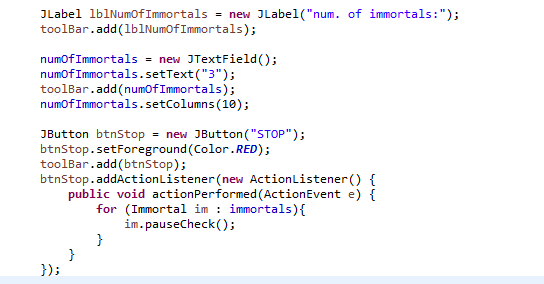 JLabel lblNumOfImmortals = new JLabel("num. of immortals:");
toolBar.add(lblNumOfImmortals);
numOfImmortals = new JTextField();
numOfImmortals.setText("3");
toolBar.add(numOfImmortals);
numOfImmortals.setColumns(10);
JButton btnStop = new JButton("STOP");
btnStop.setForeground(Color.RED);
toolBar.add(btnStop);
btnStop.addActionListener(new ActionListener() {
public void actionPerformed(ActionEvent e) {
for (Immortal im : immortals){
im.pauseCheck();
}
}
});